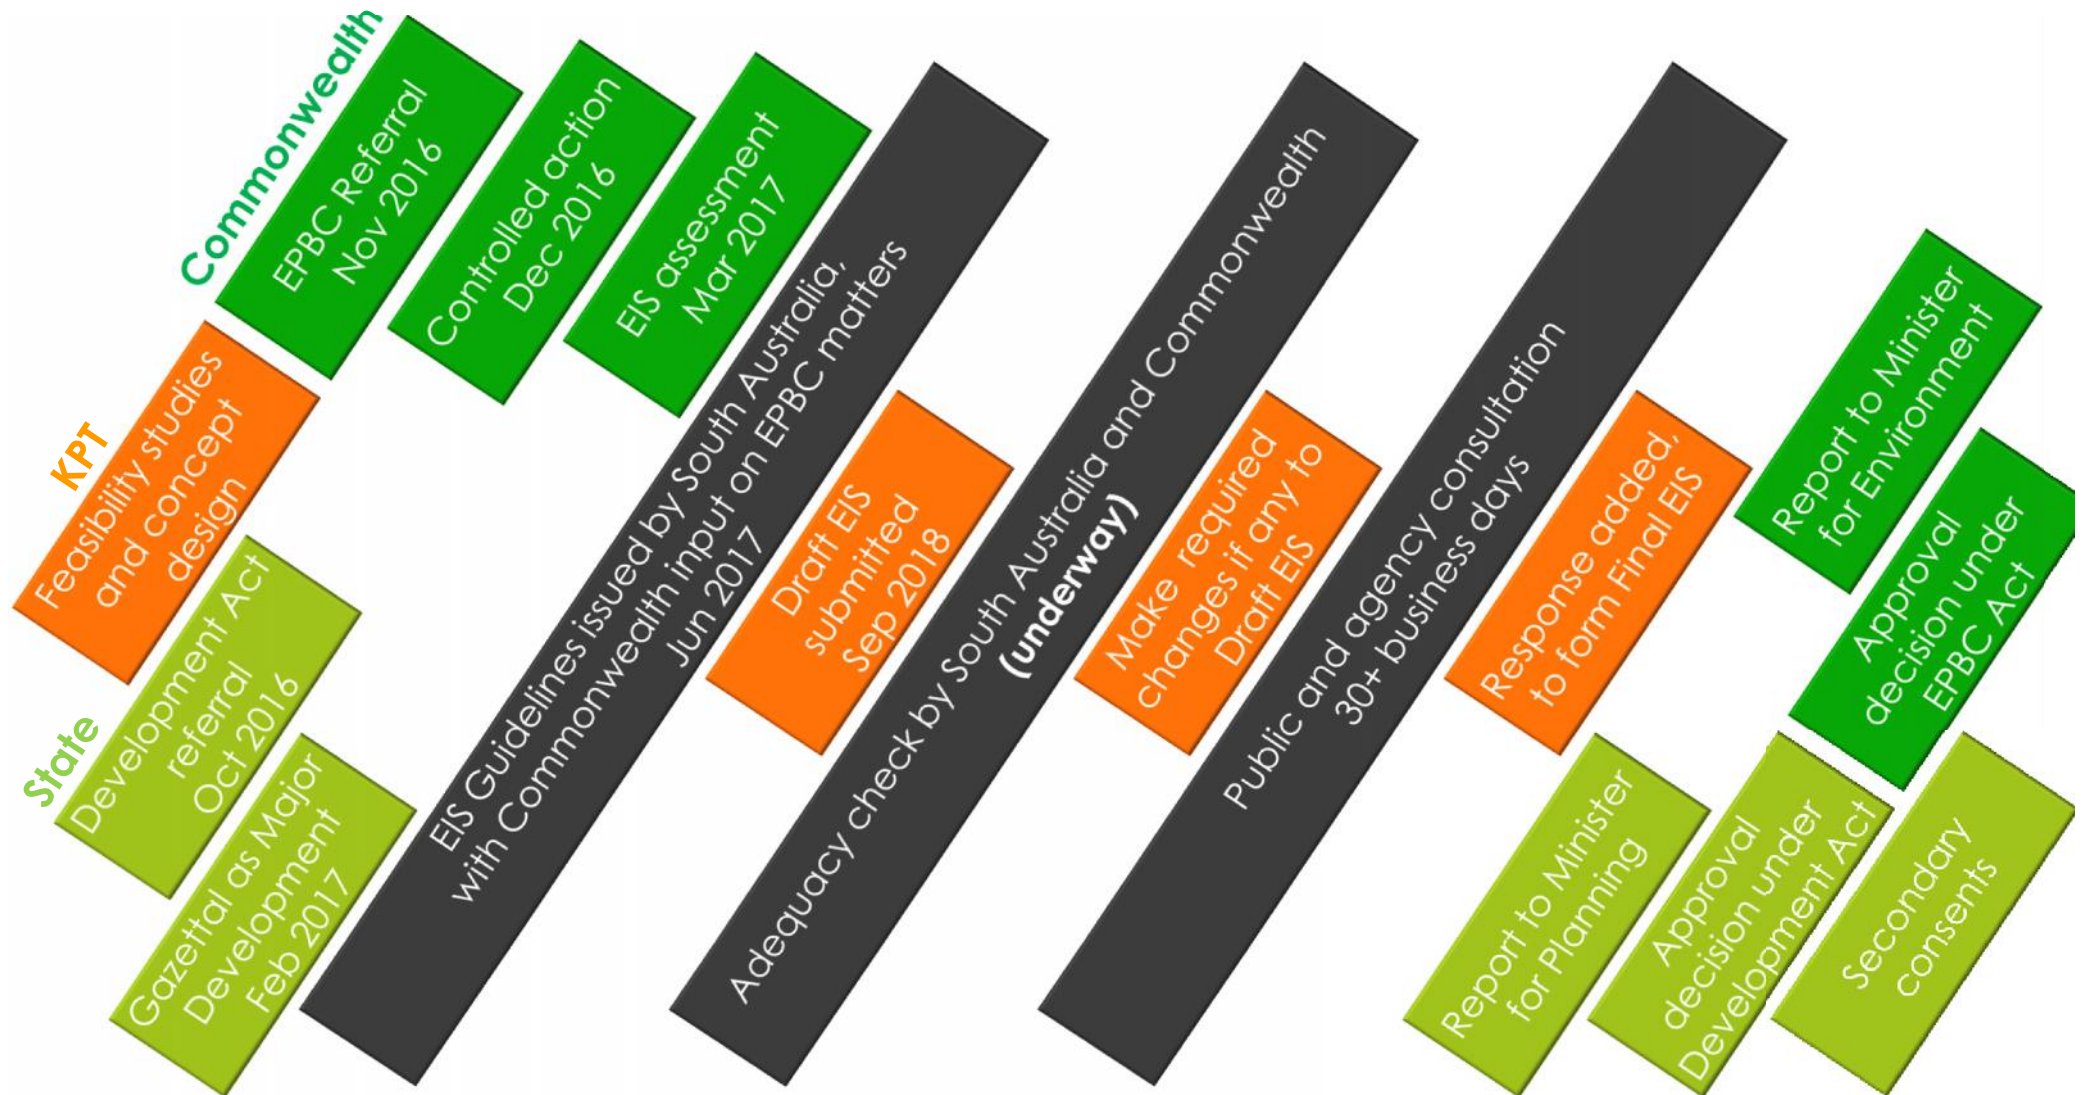 Commonwealth
EPBC Referral
Nov 2016
Controlled action
Dec 2016
EIS assessment
Mar 2017
KPT
Feasibility studies
and concept
design
State
Development Act
referral
Oct 2016
Gazettal as Major
Development
Feb 2017
EIS Guidelines issued by South Australia,
with Commonwealth input on EPBC matters
Jun 2017
Draft EIS
submitted
Sep 2018
Adequacy check by South Australia and Commonwealth
(underway)
Make required
changes if any to
Draft EIS
Public and agency consultation
30+ business days
Response added,
to form Final EIS
Report to Minister
for Environment
Approval
decision under
EPBC Act
Report to Minister
for Planning
Approval
decision under
Development Act
Secondary
consents